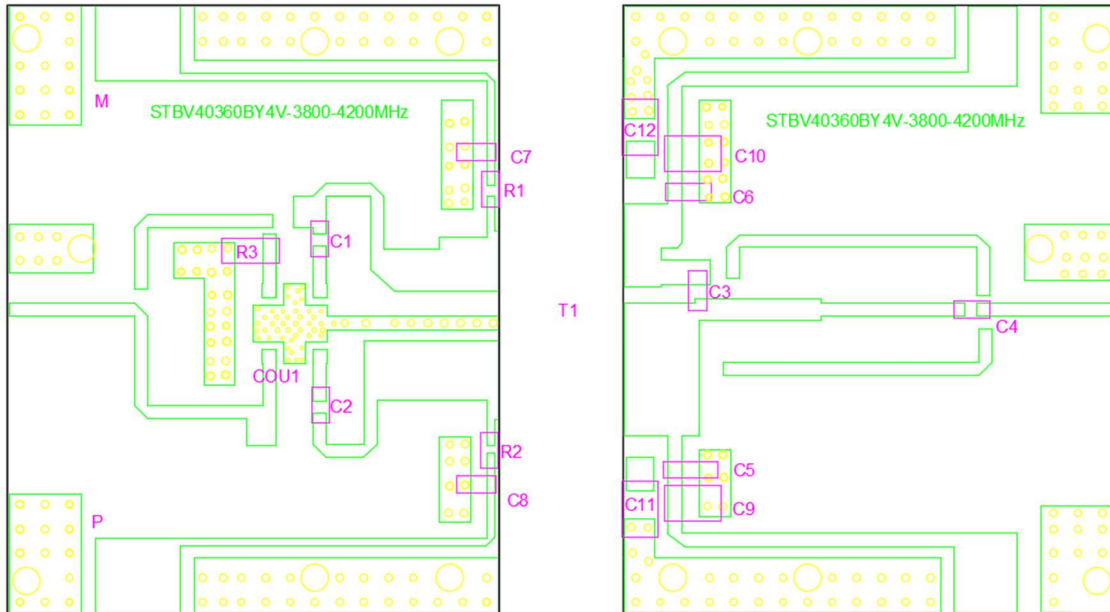 M
STBV40360BY4V-3800-4200MHz
C7
R1
C1
R3
COU1
C2
R2
C8
P
T1
STBV40360BY4V-3800-4200MHz
C12
C10
C6
C3
C4
C5
C11
C9